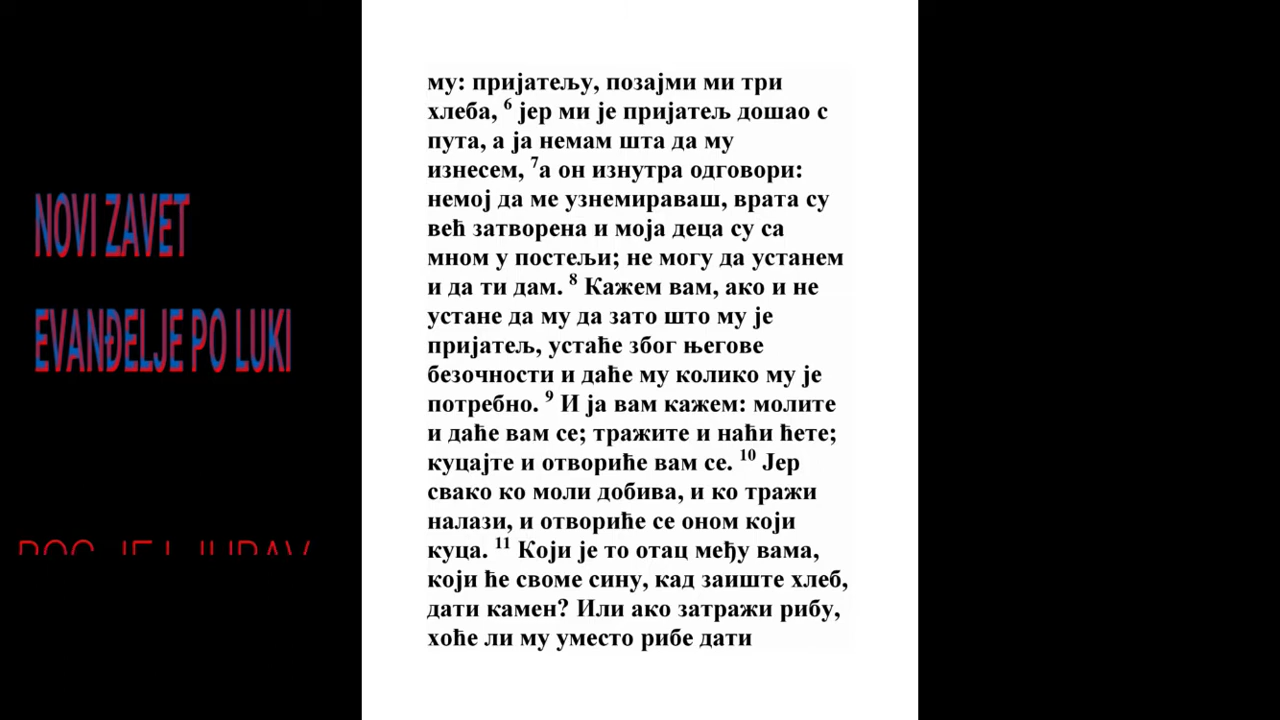 NOVI ZAVET
EVANĐELJE PO LUKI
му: пријатељу, позајми ми три
хлеба, 6 јер ми је пријатељ дошао с
пута, а ја немам шта да му
изнесем, 7а он изнутра одговори:
немој да ме узнемираваш, врата су
већ затворена и моја деца су са
мном у постељи; не могу да устанем
и да ти дам. 8 Кажем вам, ако и не
устане да му да зато што му је
пријатељ, устаће због његове
безочности и даће му колико му је
потребно. 9 И ја вам кажем: молите
и даће вам се; тражите и наћи ћете;
куцајте и отвориће вам се. 10 Јер
свако ко моли добива, и ко тражи
налази, и отвориће се оном који
куца. 11 Који је то отац међу вама,
који ће своме сину, кад заиште хлеб,
дати камен? Или ако затражи рибу,
хоће ли му уместо рибе дати